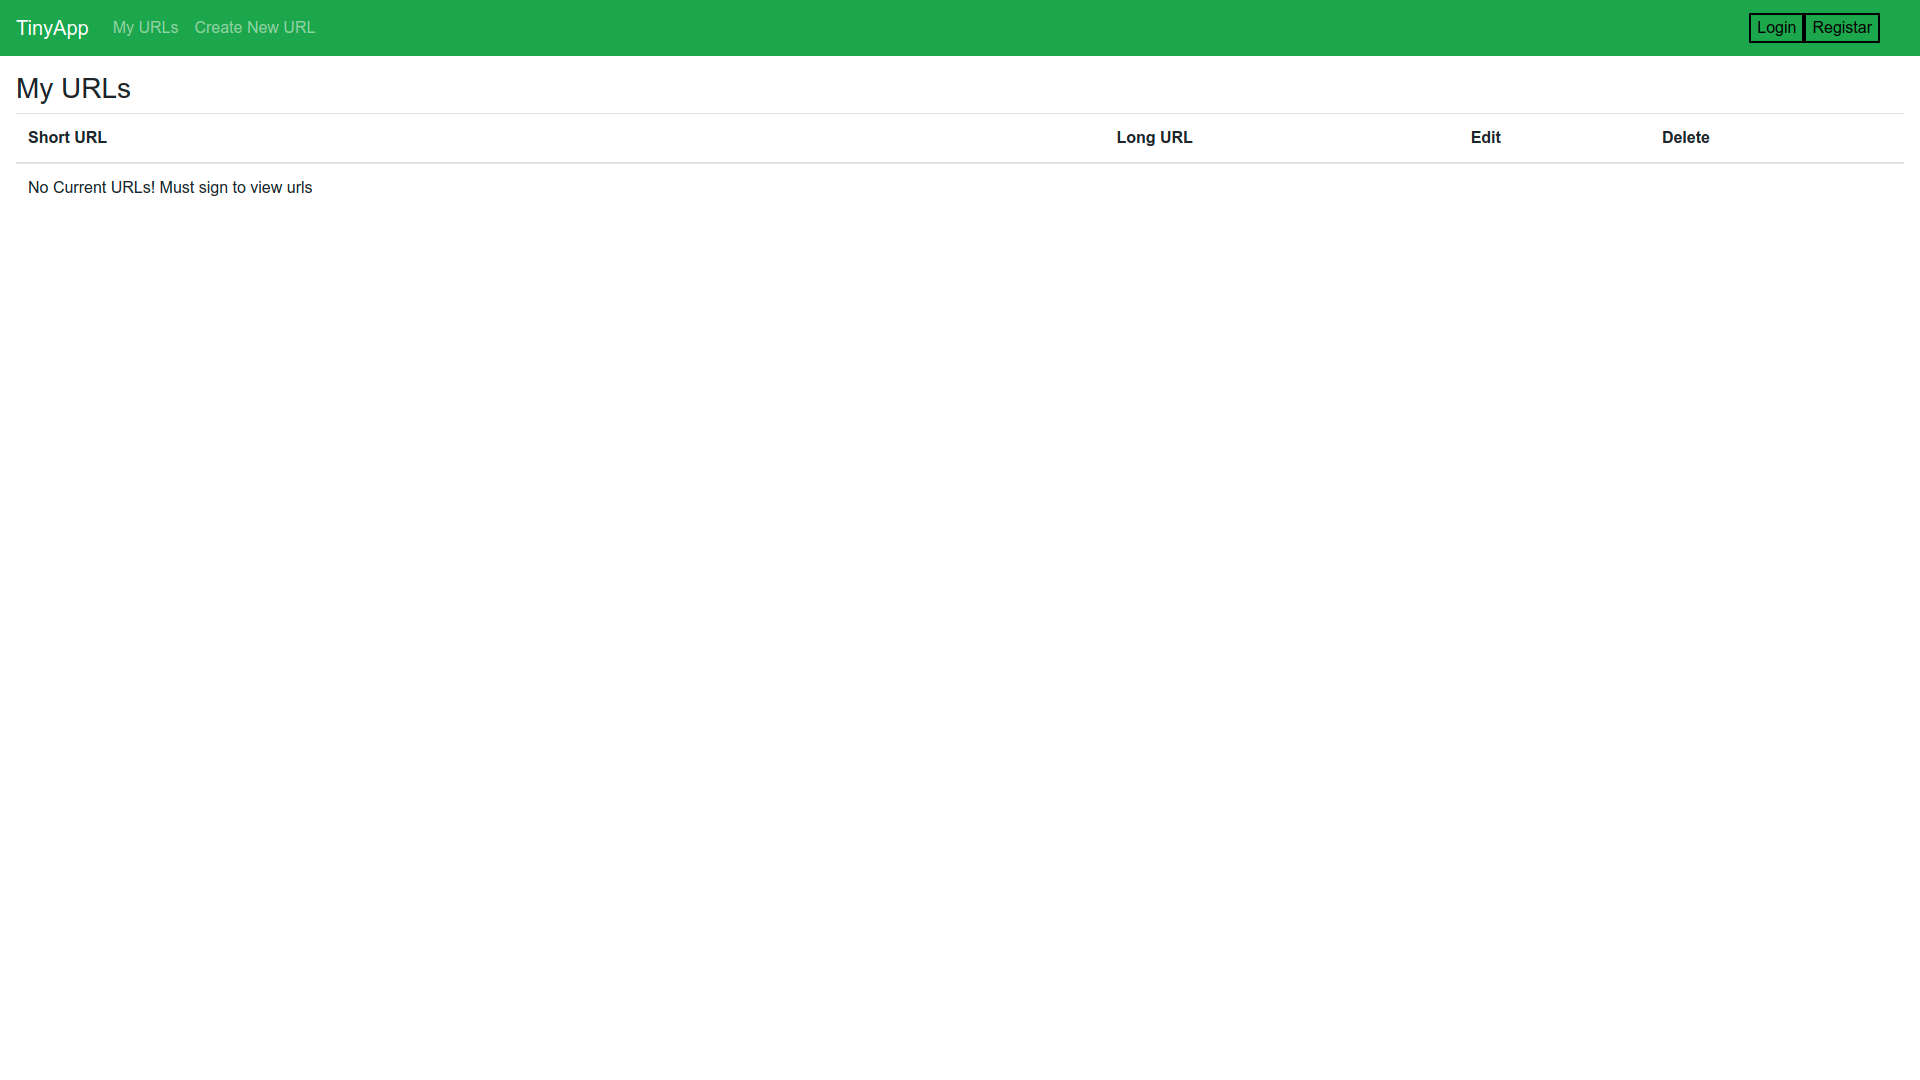 TinyApp My URLs Create New URL Login Registar
My URLs
Short URL Long URL Edit Delete
No Current URLs! Must sign to view urls